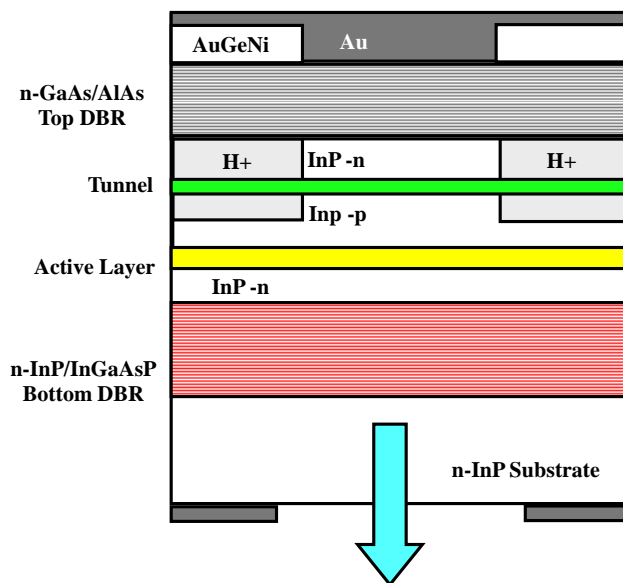 AuGeNi
Au
n-GaAs/AlAs
Top DBR
H+
InP -n
H+
Tunnel
Inp -p
Active Layer
InP -n
n-InP/InGaAsP
Bottom DBR
n-InP Substrate